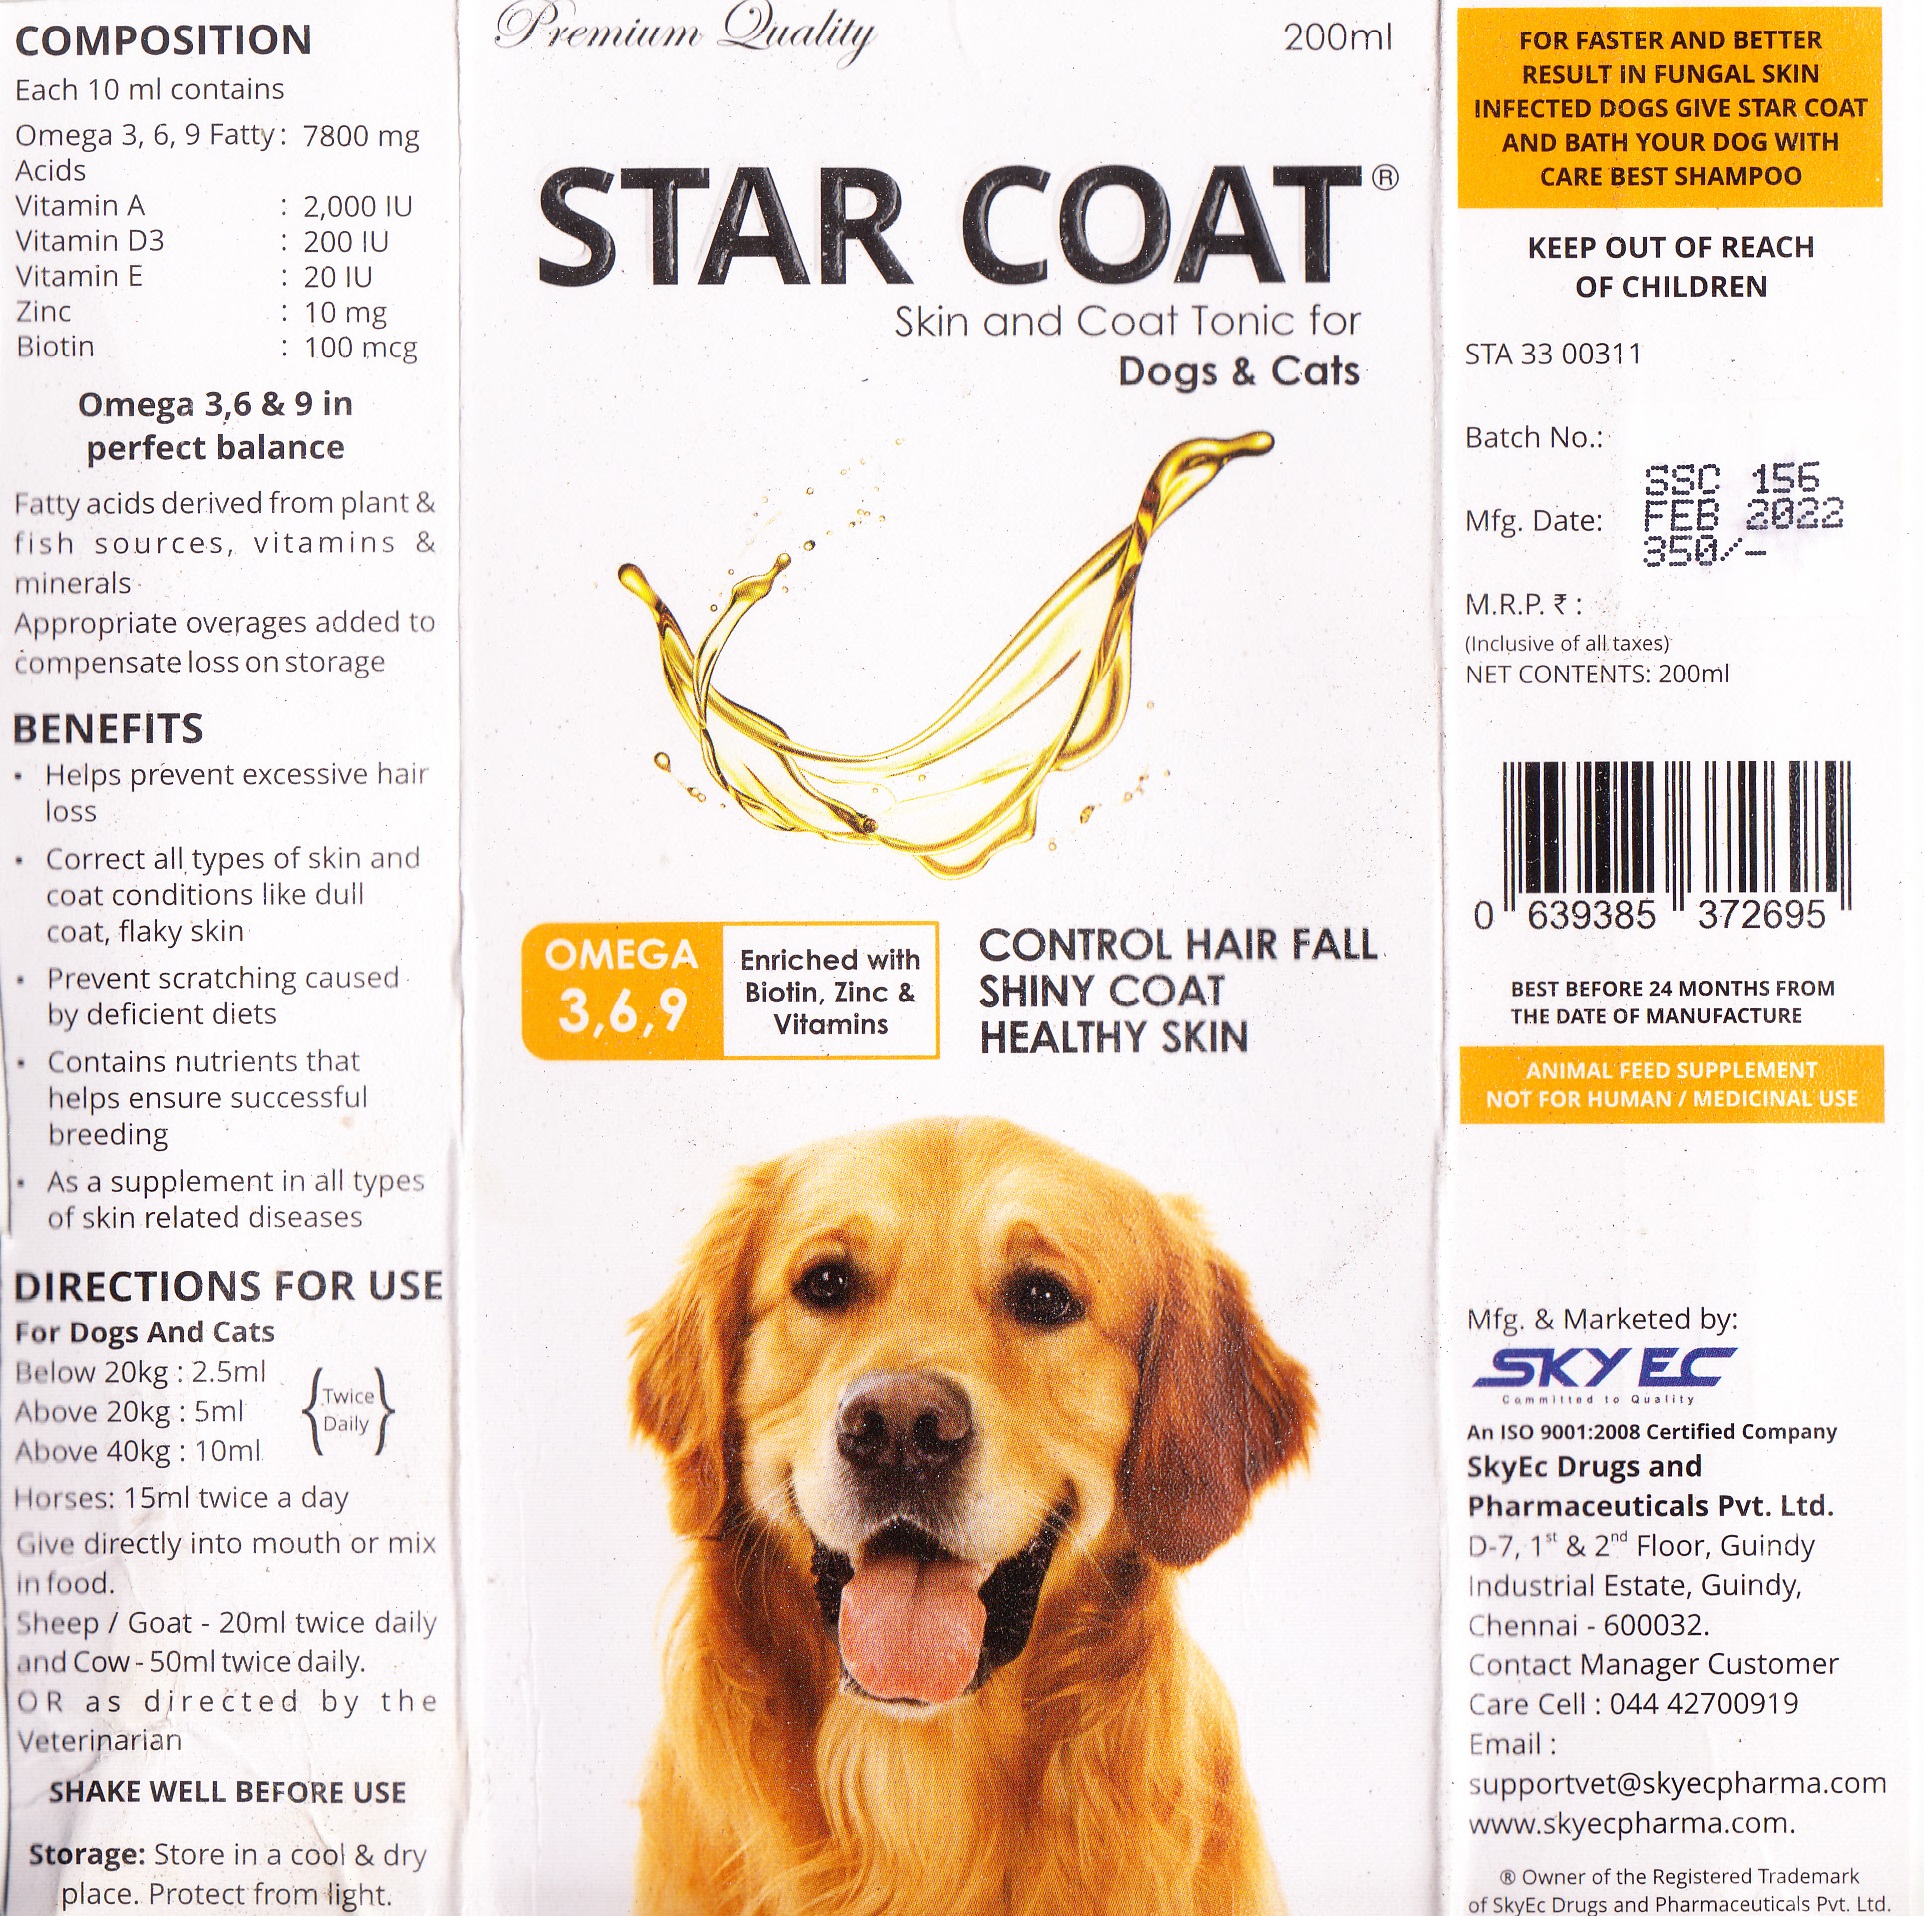 COMPOSITION
Each 10 ml contains
Omega 3, 6, 9 Fatty : 7800 mg
Acids
Vitamin A : 2,000 IU
Vitamin D3 : 200 IU
Vitamin E : 20 IU
Zinc : 10 mg
Biotin : 100 mcg
Omega 3,6 & 9 in
perfect balance
Fatty acids derived from plant &
fish sources, vitamins &
minerals
Appropriate overages added to
compensate loss on storage
BENEFITS
• Helps prevent excessive hair
loss
• Correct all types of skin and
coat conditions like dull
coat, flaky skin
• Prevent scratching caused
by deficient diets
• Contains nutrients that
helps ensure successful
breeding
• As a supplement in all types
of skin related diseases
DIRECTIONS FOR USE
For Dogs And Cats
Below 20kg : 2.5ml
Above 20kg : 5ml
Above 40kg : 10ml
{Twice
Daily}
Horses: 15ml twice a day
Give directly into mouth or mix
in food.
Sheep / Goat - 20ml twice daily
and Cow - 50ml twice daily.
OR as directed by the
Veterinarian
SHAKE WELL BEFORE USE
Storage: Store in a cool & dry
place. Protect from light.
Premium Quality
200ml
STAR COAT®
Skin and Coat Tonic for
Dogs & Cats
OMEGA
3,6,9
Enriched with
Biotin, Zinc &
Vitamins
CONTROL HAIR FALL
SHINY COAT
HEALTHY SKIN
FOR FASTER AND BETTER
RESULT IN FUNGAL SKIN
INFECTED DOGS GIVE STAR COAT
AND BATH YOUR DOG WITH
CARE BEST SHAMPOO
KEEP OUT OF REACH
OF CHILDREN
STA 33 00311
Batch No.:
SSC 156
Mfg. Date: FEB 2022
350/-
M.R.P. ₹ :
(Inclusive of all taxes)
NET CONTENTS: 200ml
0 639385 372695
BEST BEFORE 24 MONTHS FROM
THE DATE OF MANUFACTURE
ANIMAL FEED SUPPLEMENT
NOT FOR HUMAN / MEDICINAL USE
Mfg. & Marketed by:
SKY EC
Committed to Quality
An ISO 9001:2008 Certified Company
SkyEc Drugs and
Pharmaceuticals Pvt. Ltd.
D-7, 1st & 2nd Floor, Guindy
Industrial Estate, Guindy,
Chennai - 600032.
Contact Manager Customer
Care Cell : 044 42700919
Email :
supportvet@skyecpharma.com
www.skyecpharma.com.
® Owner of the Registered Trademark
of SkyEc Drugs and Pharmaceuticals Pvt. Ltd.